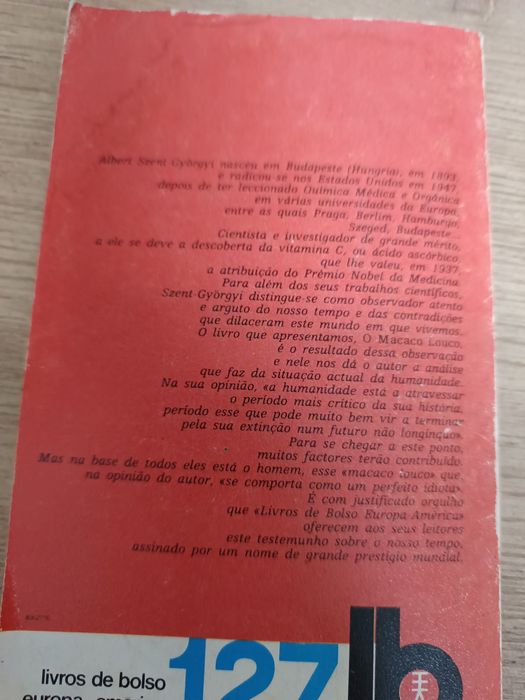 Albert Szent-Györgyi nasceu em Budapeste (Hungria), em 1893,
e radicou-se nos Estados Unidos em 1947,
depois de ter leccionado Química Médica e Orgânica
em várias universidades da Europa,
entre as quais Praga, Berlim, Hamburgo,
Szeged, Budapeste...
Cientista e investigador de grande mérito,
a ele se deve a descoberta da vitamina C, ou ácido ascórbico,
que lhe valeu, em 1937,
a atribuição do Prémio Nobel da Medicina.
Para além dos seus trabalhos científicos,
Szent-Györgyi distingue-se como observador atento
e arguto do nosso tempo e das contradições
que dilaceram este mundo em que vivemos.
O livro que apresentamos, O Macaco Louco,
é o resultado dessa observação
e nele nos dá o autor a análise
que faz da situação actual da humanidade.
Na sua opinião, «a humanidade está a atravessar
o período mais crítico da sua história,
período esse que pode muito bem vir a terminar
pela sua extinção num futuro não longínquo».
Para se chegar a este ponto,
muitos factores terão contribuído.
Mas na base de todos eles está o homem, esse «macaco louco» que,
na opinião do autor, «se comporta como um perfeito idiota».
É com justificado orgulho
que «Livros de Bolso Europa-América»
oferecem aos seus leitores
este testemunho sobre o nosso tempo,
assinado por um nome de grande prestígio mundial.
livros de bolso
127
lb